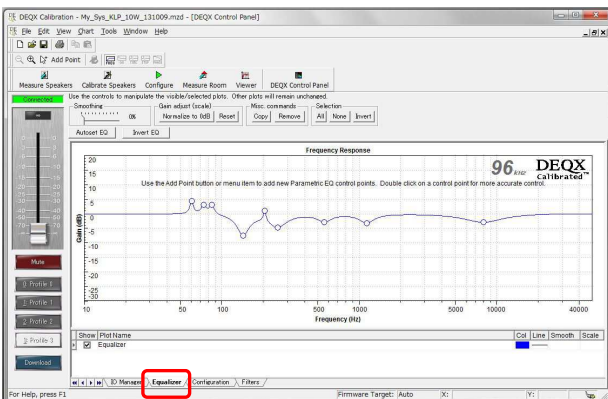 DEQX Calibration - My_Sys_KLP_10W_131009.mzd - [DEQX Control Panel]
File Edit View Chart Tools Window Help
Add Point
Measure Speakers Calibrate Speakers Configure Measure Room Viewer DEQX Control Panel
Connected
Use the controls to manipulate the visible/selected plots. Other plots will remain unchanged.
Smoothing Gain adjust (scale) Misc. commands Selection
0% Normalize to 0dB Reset Copy Remove All None Invert
Autoset EQ Invert EQ
Frequency Response
96 kHz DEQX
Calibrated
Use the Add Point button or menu item to add new Parametric EQ control points. Double click on a control point for more accurate control.
Gain (dB)
20
15
10
5
0
-5
-10
-15
-20
-25
-30
10 50 100 500 1000 5000 10000 40000
Frequency (Hz)
Mute
0 Profile 0
1 Profile 1
2 Profile 2
3 Profile 3
Download
Show Plot Name Col Line Smooth Scale
Equalizer
IO Manager Equalizer Configuration Filters
For Help, press F1 Firmware Target: Auto X: Y: